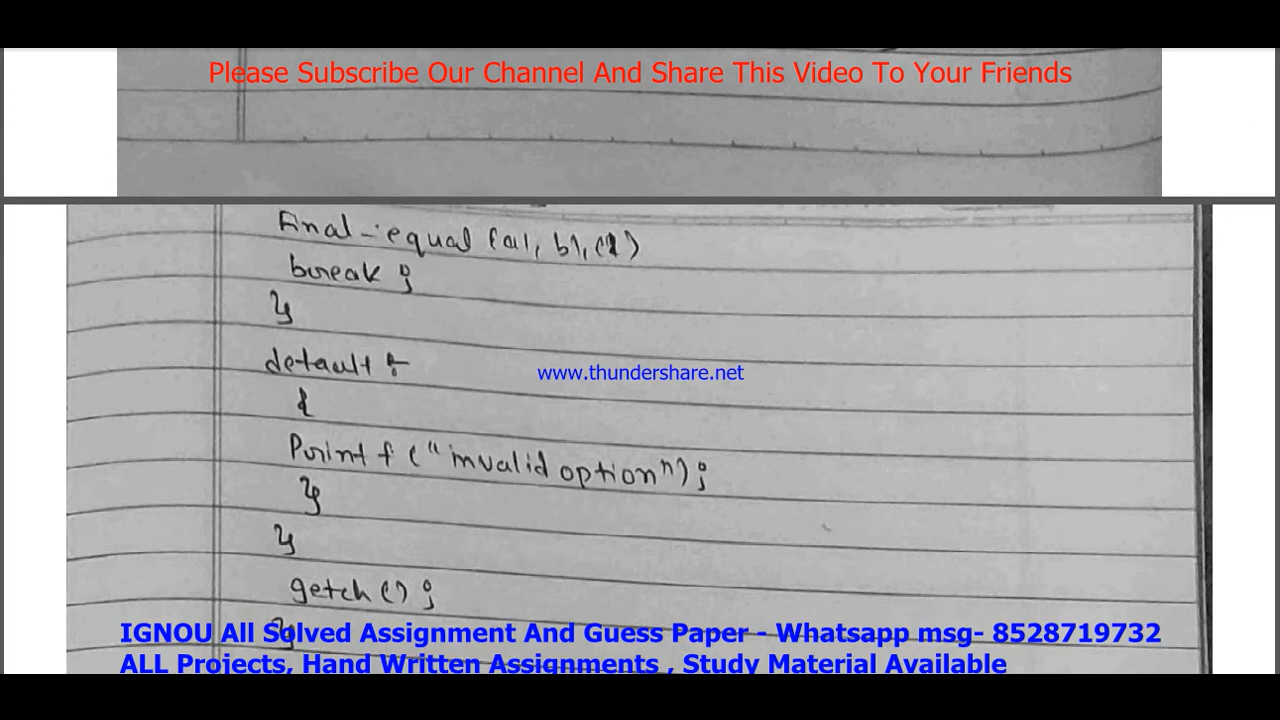 Please Subscribe Our Channel And Share This Video To Your Friends
Final - equal (a1, b1, c1)
break ;
}
default :
{
Printf ("invalid option");
}
}
getch () ;
}
www.thundershare.net
IGNOU All Solved Assignment And Guess Paper - Whatsapp msg- 8528719732
ALL Projects, Hand Written Assignments , Study Material Available